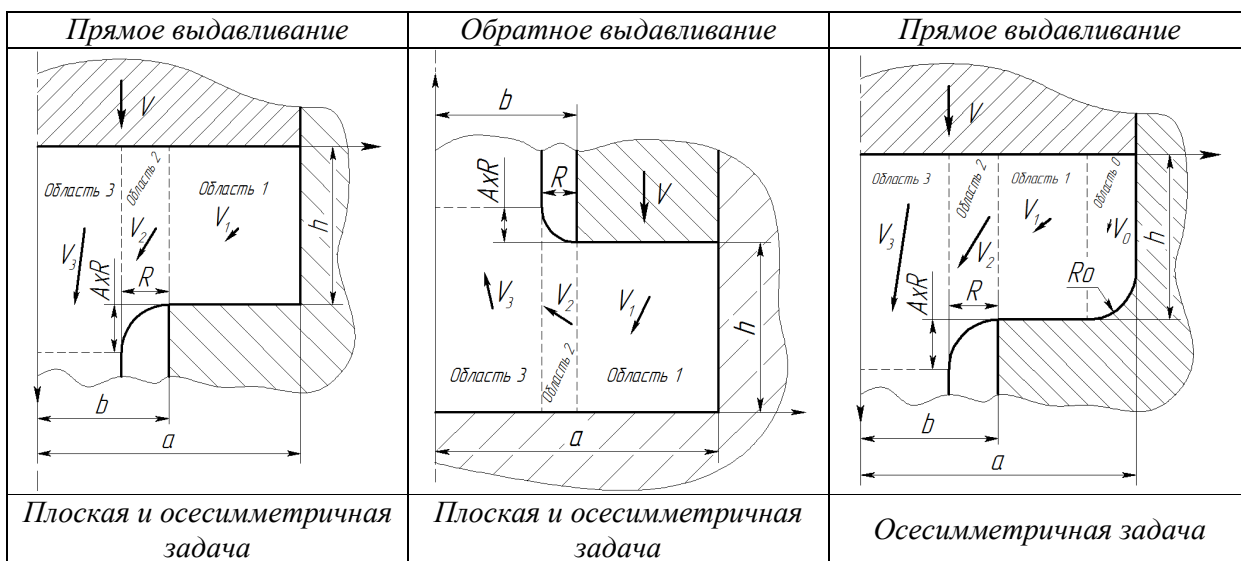 Прямое выдавливание
Обратное выдавливание
Прямое выдавливание
V
Область 3
Область 2
Область 1
V₁
V₂
V₃
R
AxR
h
b
a
b
AxR
R
V
V₃
V₂
V₁
h
Область 3
Область 2
Область 1
a
V
Область 3
Область 2
Область 1
Область 0
V₁
V₀
V₂
V₃
h
AxR
R
Ro
b
a
Плоская и осесимметричная
задача
Плоская и осесимметричная
задача
Осесимметричная задача